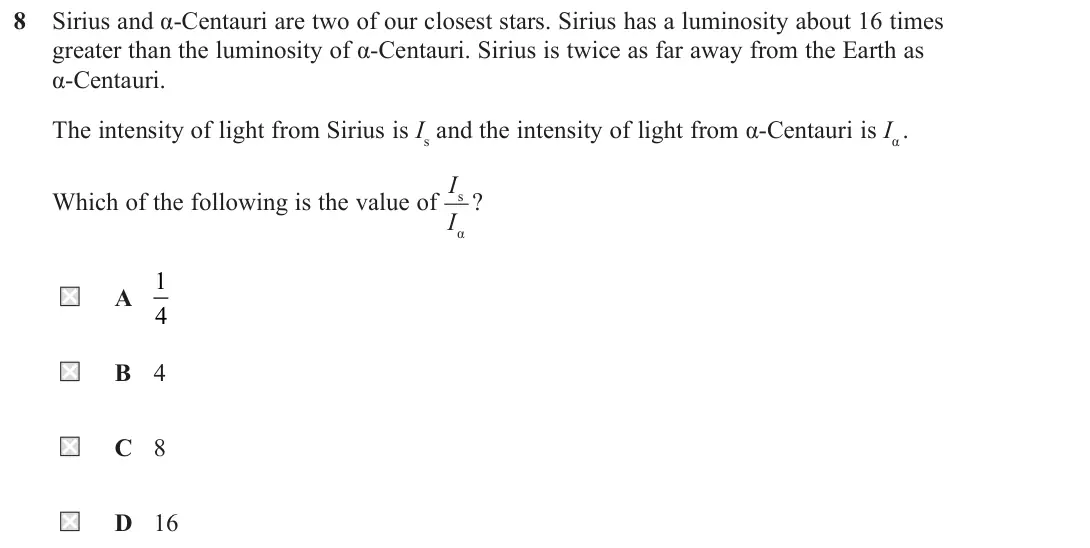 8 Sirius and α-Centauri are two of our closest stars. Sirius has a luminosity about 16 times
greater than the luminosity of α-Centauri. Sirius is twice as far away from the Earth as
α-Centauri.
The intensity of light from Sirius is Iₛ and the intensity of light from α-Centauri is I_α.
Which of the following is the value of Iₛ/I_α?
A 1/4
B 4
C 8
D 16